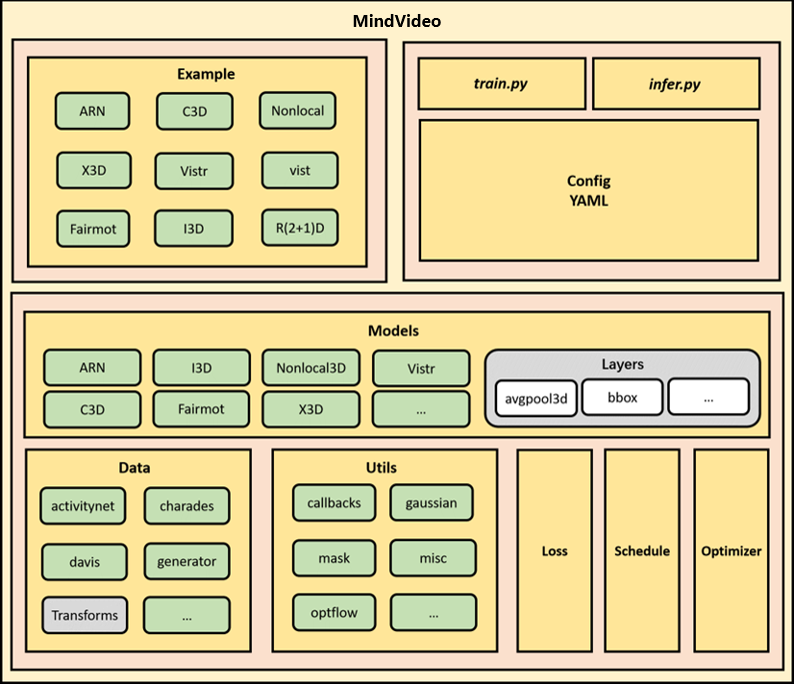 MindVideo
Example
ARN
C3D
Nonlocal
X3D
Vistr
vist
Fairmot
I3D
R(2+1)D
train.py
infer.py
Config
YAML
Models
ARN
I3D
Nonlocal3D
Vistr
C3D
Fairmot
X3D
...
Layers
avgpool3d
bbox
...
Data
activitynet
charades
davis
generator
Transforms
...
Utils
callbacks
gaussian
mask
misc
optflow
...
Loss
Schedule
Optimizer